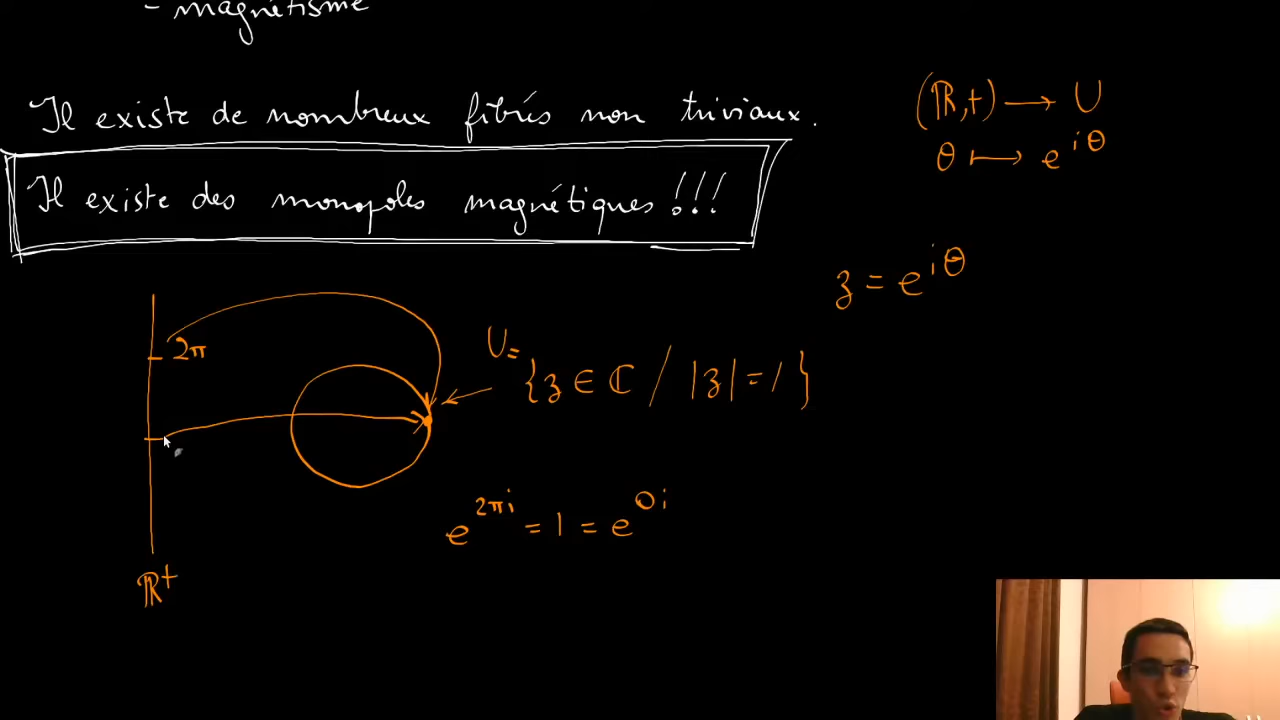 - magnétisme
Il existe de nombreux fibrés non triviaux.
Il existe des monopoles magnétiques!!!
(ℝ,+) ⟶ U
θ ⟼ e^{iθ}
z = e^{iθ}
2π
U=
{z ∈ ℂ / |z| = 1}
e^{2πi} = 1 = e^{0i}
ℝ⁺